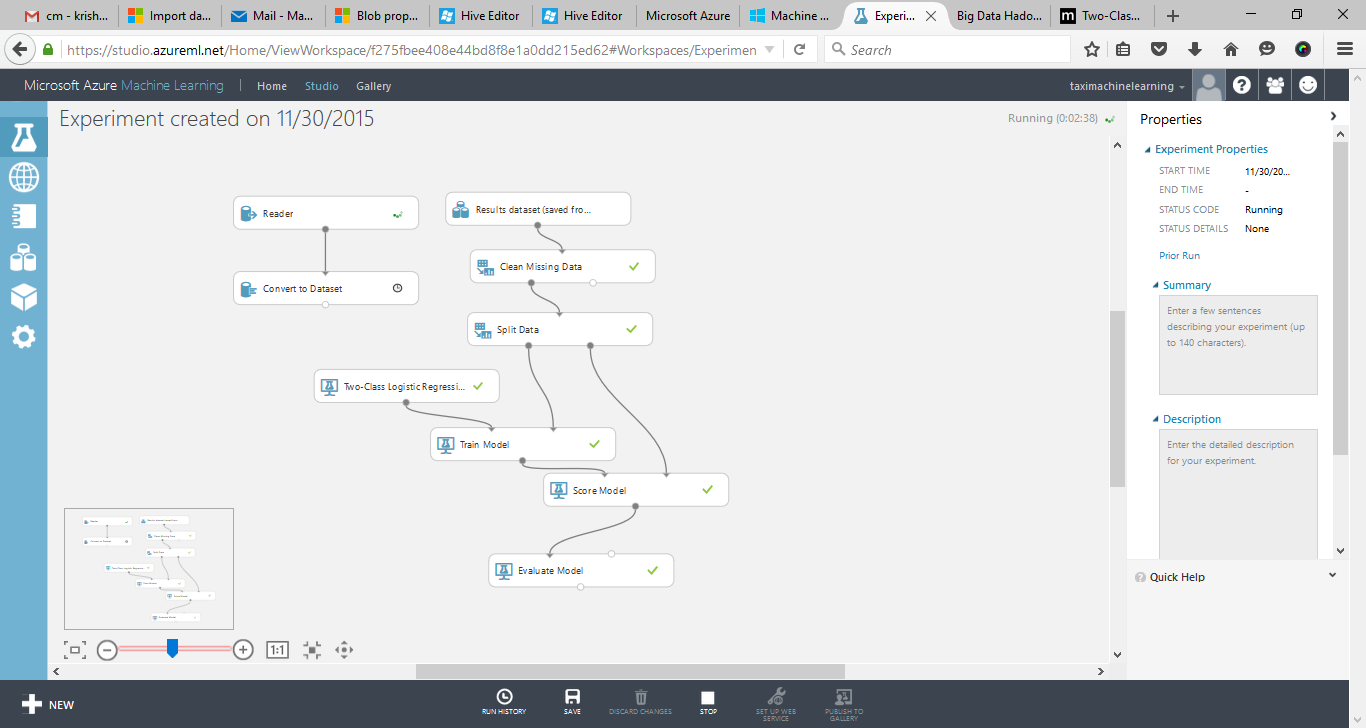 cm - krish...
Import da...
Mail - Ma...
Blob prop...
Hive Editor
Hive Editor
Microsoft Azure
Machine ...
Experi...
Big Data Hado...
Two-Clas...
https://studio.azureml.net/Home/ViewWorkspace/f275fbee408e44bd8f8e1a0dd215ed62#Workspaces/Experimen
Search
Microsoft Azure Machine Learning
Home
Studio
Gallery
taximachinelearning
Experiment created on 11/30/2015
Running (0:02:38)
Reader
Results dataset (saved fro...
Clean Missing Data
Convert to Dataset
Split Data
Two-Class Logistic Regressi...
Train Model
Score Model
Evaluate Model
1:1
Properties
Experiment Properties
START TIME 11/30/20...
END TIME -
STATUS CODE Running
STATUS DETAILS None
Prior Run
Summary
Enter a few sentences
describing your experiment (up
to 140 characters).
Description
Enter the detailed description
for your experiment.
Quick Help
NEW
RUN HISTORY
SAVE
DISCARD CHANGES
STOP
SET UP WEB
SERVICE
PUBLISH TO
GALLERY